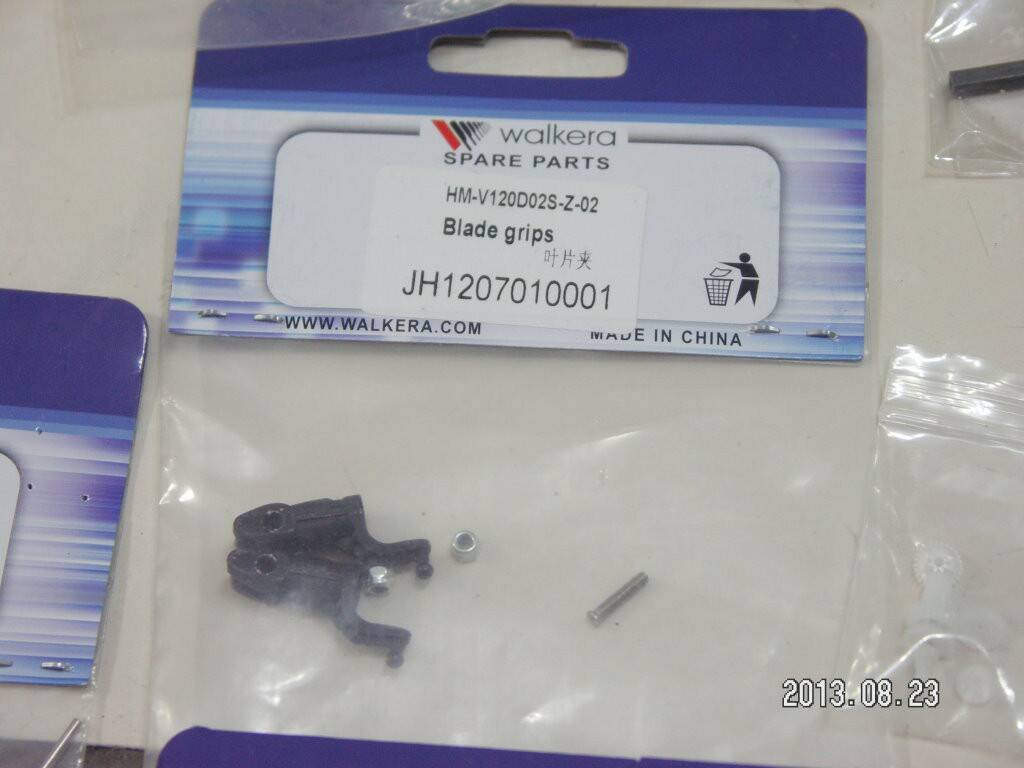 walkera
SPARE PARTS
HM-V120D02S-Z-02
Blade grips
叶片夹
JH1207010001
WWW.WALKERA.COM MADE IN CHINA
2013.08.23